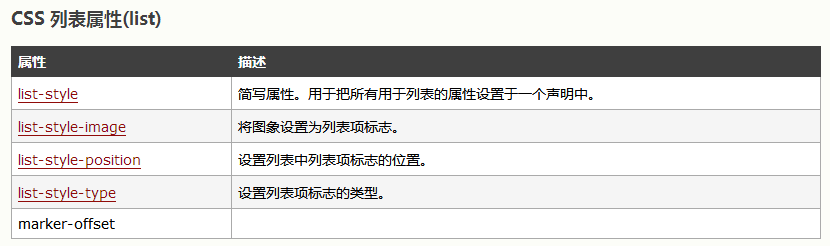 CSS 列表属性(list)
属性 描述
list-style 简写属性。用于把所有用于列表的属性设置于一个声明中。
list-style-image 将图象设置为列表项标志。
list-style-position 设置列表中列表项标志的位置。
list-style-type 设置列表项标志的类型。
marker-offset